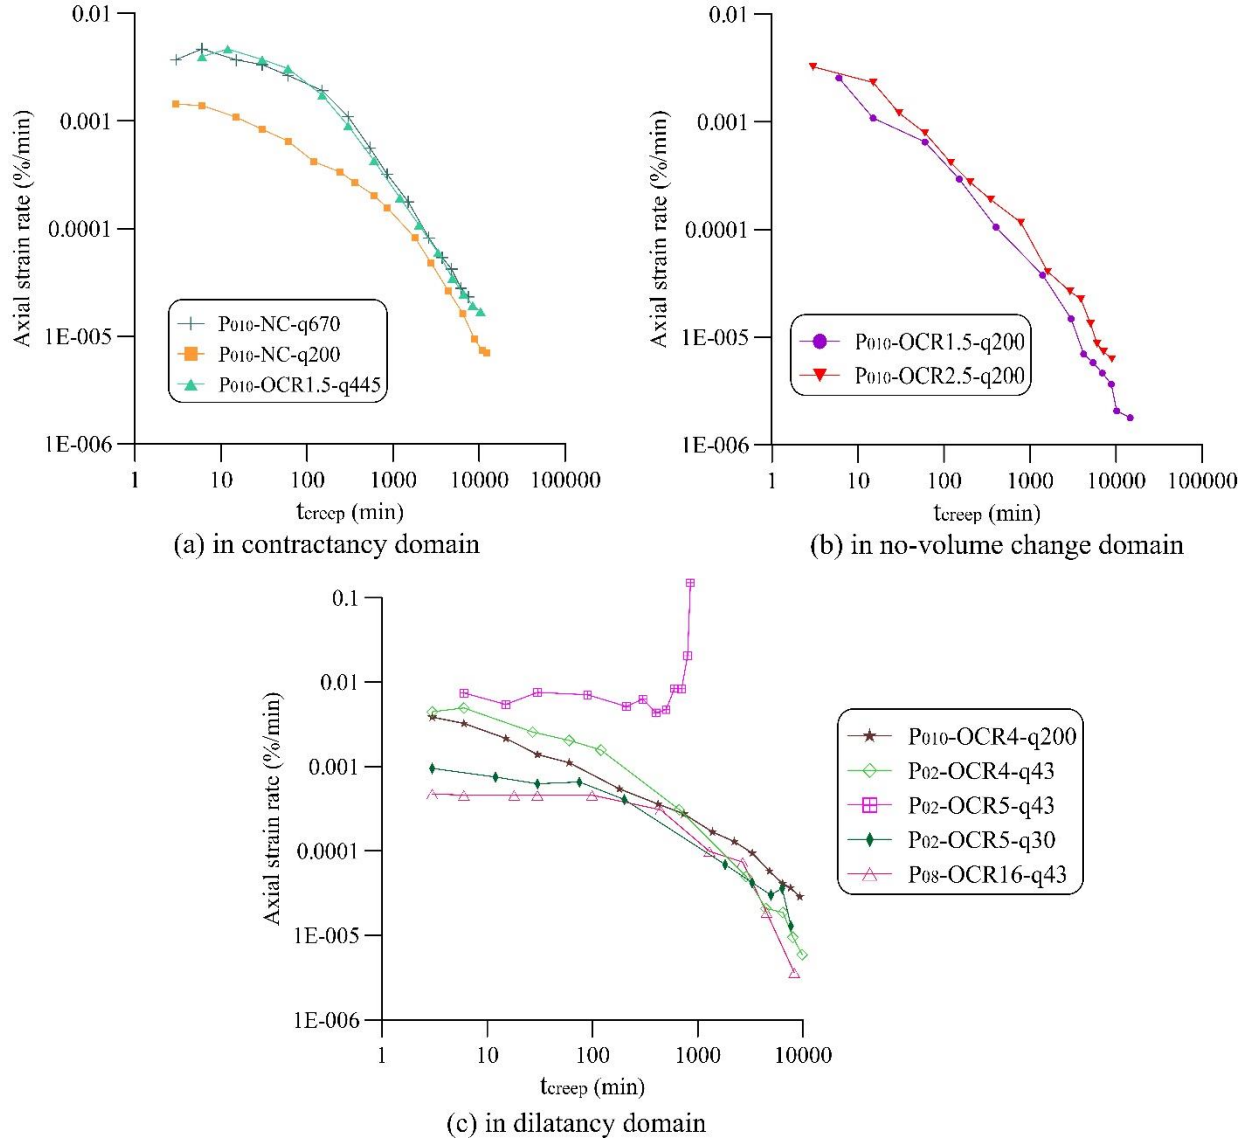 0.01
0.001
0.0001
1E-005
1E-006
Axial strain rate (%/min)
P010-NC-q670
P010-NC-q200
P010-OCR1.5-q445
1 10 100 1000 10000 100000
tcreep (min)
(a) in contractancy domain
0.01
0.001
0.0001
1E-005
1E-006
Axial strain rate (%/min)
P010-OCR1.5-q200
P010-OCR2.5-q200
1 10 100 1000 10000 100000
tcreep (min)
(b) in no-volume change domain
0.1
0.01
0.001
0.0001
1E-005
1E-006
Axial strain rate (%/min)
P010-OCR4-q200
P02-OCR4-q43
P02-OCR5-q43
P02-OCR5-q30
P08-OCR16-q43
1 10 100 1000 10000
tcreep (min)
(c) in dilatancy domain